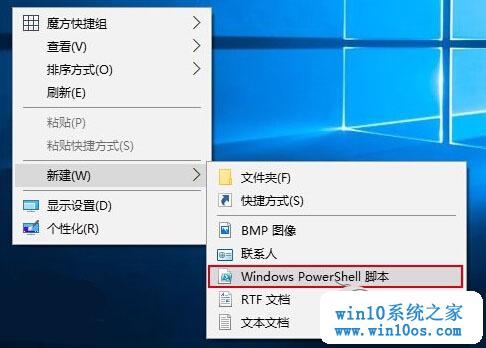 魔方快捷组
查看(V)
排序方式(O)
刷新(E)
粘贴(P)
粘贴快捷方式(S)
新建(W)
显示设置(D)
个性化(R)
文件夹(F)
快捷方式(S)
BMP 图像
联系人
Windows PowerShell 脚本
RTF 文档
文本文档
win10系统之家
www.win10os.com